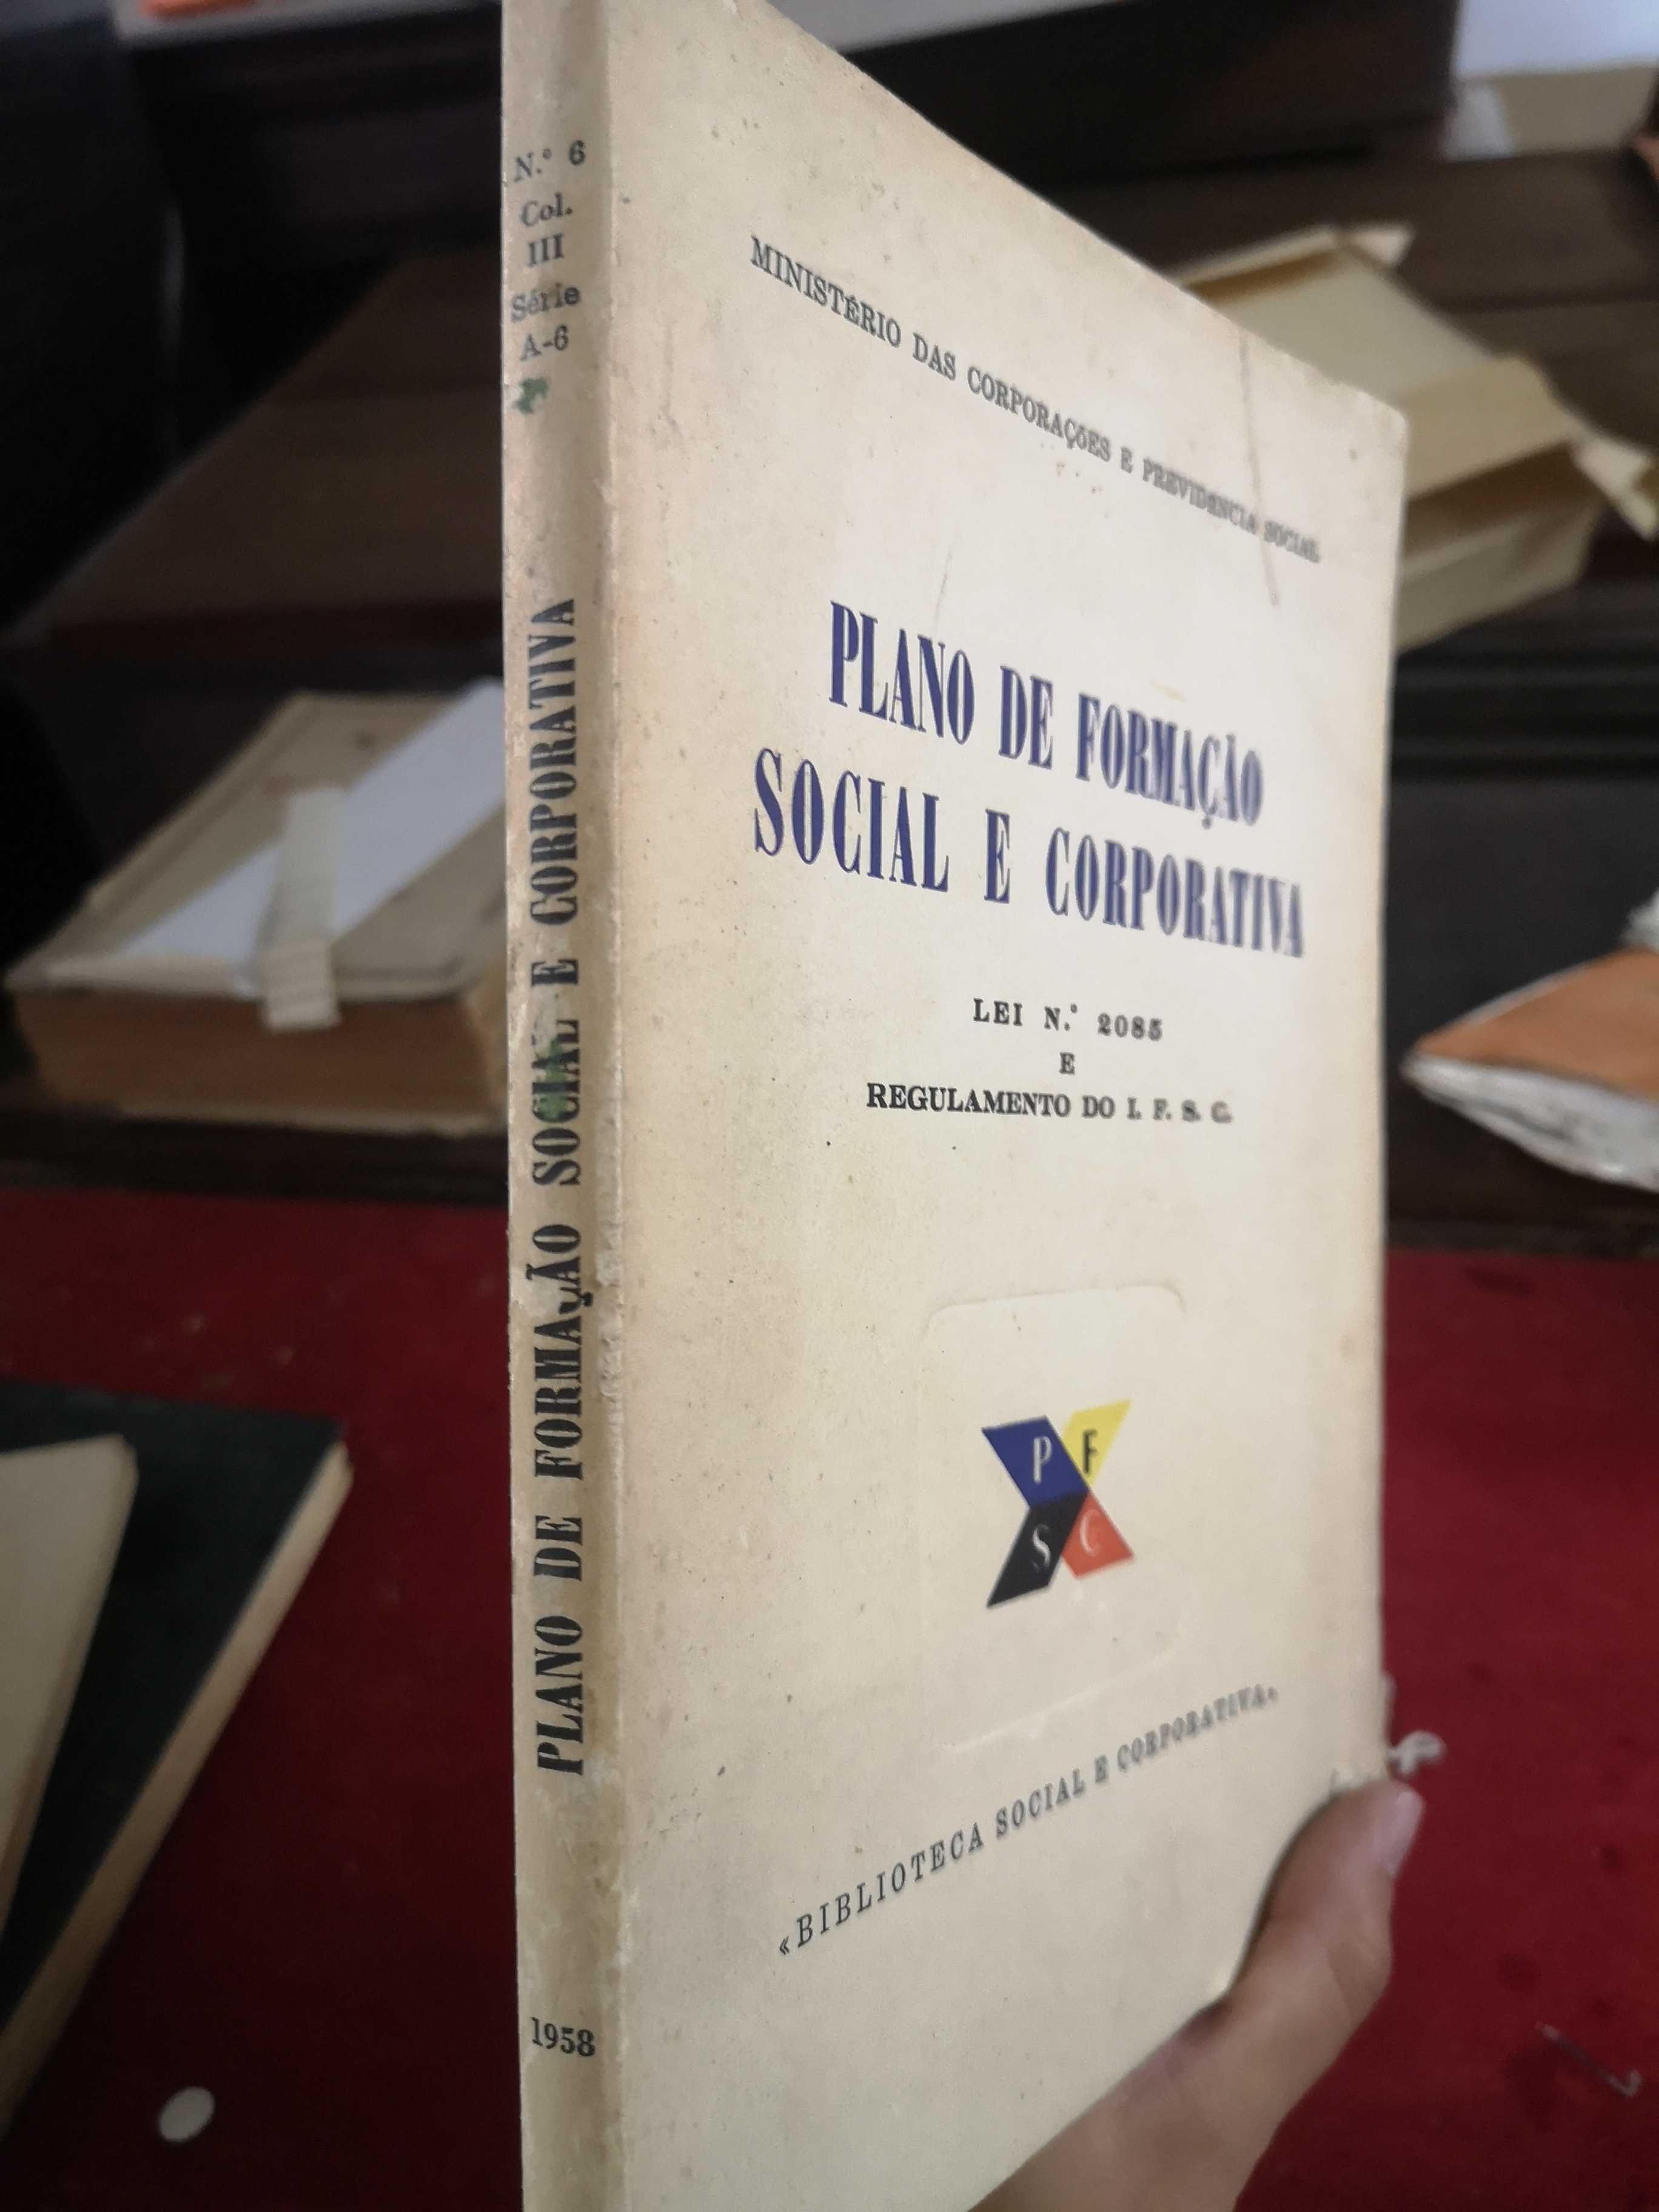 N.º 6
Col.
III
Série
A-6
PLANO DE FORMAÇÃO SOCIAL E CORPORATIVA
1958
MINISTÉRIO DAS CORPORAÇÕES E PREVIDÊNCIA SOCIAL
PLANO DE FORMAÇÃO
SOCIAL E CORPORATIVA
LEI N.º 2085
E
REGULAMENTO DO I. F. S. C.
P F
S C
«BIBLIOTECA SOCIAL E CORPORATIVA»